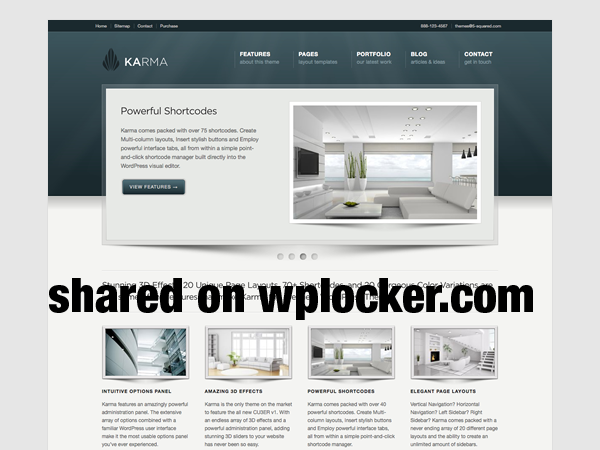 Home Sitemap Contact Purchase
888-123-4567 themes@5-squared.com
KARMA
FEATURES PAGES PORTFOLIO BLOG CONTACT
about this theme layout templates our latest work articles & ideas get in touch
Powerful Shortcodes
Karma comes packed with over 75 shortcodes. Create
Multi-column layouts, Insert stylish buttons and Employ
powerful interface tabs, all from within a simple point-
and-click shortcode manager built directly into the
WordPress visual editor.
VIEW FEATURES →
Stunning 3D Effects, 20 Unique Page Layouts, 70+ Shortcodes and 20 Gorgeous Color Variations are
shared on wplocker.com
INTUITIVE OPTIONS PANEL
Karma features an amazingly powerful
administration panel. The extensive
array of options combined with a
familiar WordPress user interface
make it the most usable options panel
you've ever experienced.
AMAZING 3D EFFECTS
Karma is the only theme on the market
to feature the all new CU3ER V1. With
an endless array of 3D effects and a
powerful administration panel, adding
stunning 3D sliders to your website
has never been so easy.
POWERFUL SHORTCODES
Karma comes packed with over 40
powerful shortcodes. Create Multi-
column layouts, insert stylish buttons
and Employ powerful interface tabs,
all from within a simple point-and-click
shortcode manager.
ELEGANT PAGE LAYOUTS
Vertical Navigation? Horizontal
Navigation? Left Sidebar? Right
Sidebar? Karma comes packed with a
never ending array of 20 different page
layouts and the ability to create an
unlimited amount of sidebars.